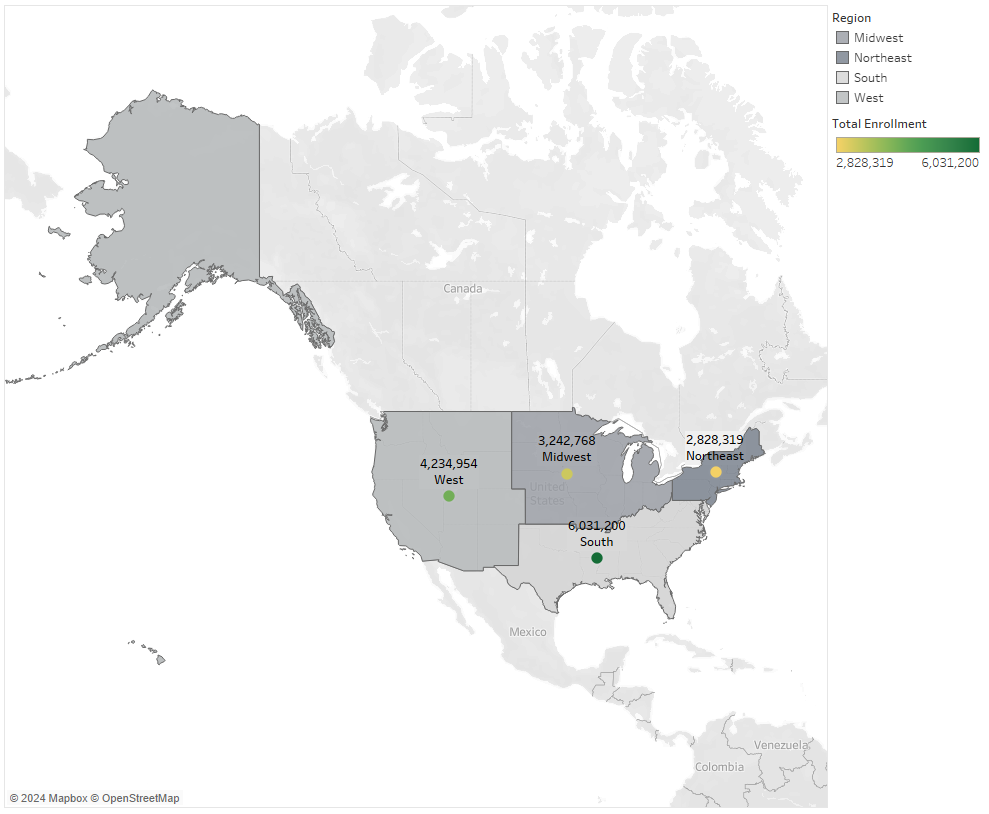 Region
Midwest
Northeast
South
West
Total Enrollment
2,828,319 6,031,200
Canada
3,242,768
Midwest
2,828,319
Northeast
4,234,954
West
United
States
6,031,200
South
Mexico
Venezuela
Colombia
© 2024 Mapbox © OpenStreetMap